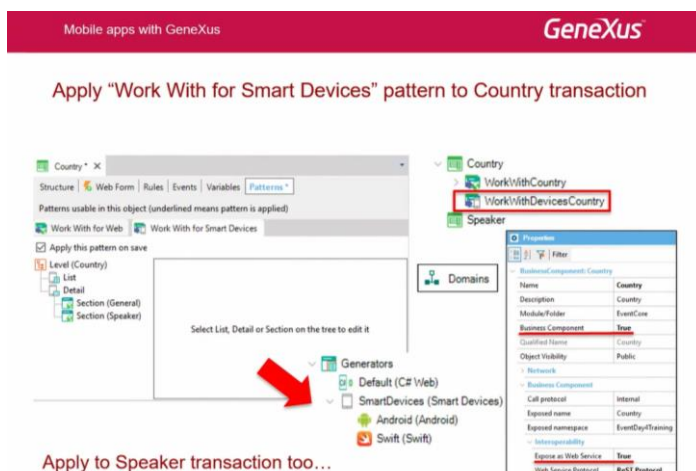 Mobile apps with GeneXus
GeneXus
Apply “Work With for Smart Devices” pattern to Country transaction
Country* X
Structure | Web Form | Rules | Events | Variables | Patterns*
Patterns usable in this object (underlined means pattern is applied)
Work With for Web
Work With for Smart Devices
Apply this pattern on save
Level (Country)
List
Detail
Section (General)
Section (Speaker)
Select List, Detail or Section on the tree to edit it
Country
WorkWithCountry
WorkWithDevicesCountry
Speaker
Domains
Generators
Default (C# Web)
SmartDevices (Smart Devices)
Android (Android)
Swift (Swift)
Properties
Filter
BusinessComponent: Country
Name Country
Description Country
Module/Folder EventCore
Business Component True
Qualified Name Country
Object Visibility Public
Network
Business Component
Call protocol Internal
Exposed name Country
Exposed namespace EventDay4Training
Interoperability
Expose as Web Service True
Web Service Protocol ReST Protocol
Apply to Speaker transaction too…